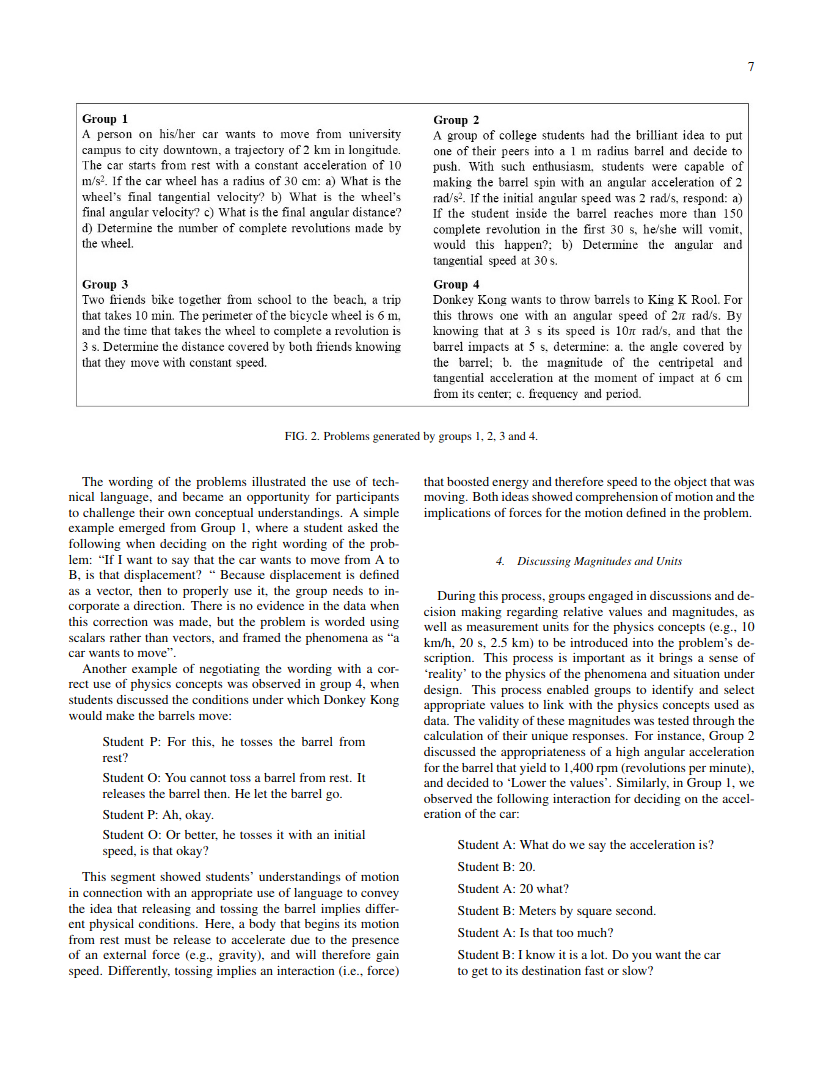 7
Group 1
A person on his/her car wants to move from university
campus to city downtown, a trajectory of 2 km in longitude.
The car starts from rest with a constant acceleration of 10
m/s². If the car wheel has a radius of 30 cm: a) What is the
wheel's final tangential velocity? b) What is the wheel's
final angular velocity? c) What is the final angular distance?
d) Determine the number of complete revolutions made by
the wheel.
Group 2
A group of college students had the brilliant idea to put
one of their peers into a 1 m radius barrel and decide to
push. With such enthusiasm, students were capable of
making the barrel spin with an angular acceleration of 2
rad/s². If the initial angular speed was 2 rad/s, respond: a)
If the student inside the barrel reaches more than 150
complete revolution in the first 30 s, he/she will vomit,
would this happen?; b) Determine the angular and
tangential speed at 30 s.
Group 3
Two friends bike together from school to the beach, a trip
that takes 10 min. The perimeter of the bicycle wheel is 6 m,
and the time that takes the wheel to complete a revolution is
3 s. Determine the distance covered by both friends knowing
that they move with constant speed.
Group 4
Donkey Kong wants to throw barrels to King K Rool. For
this throws one with an angular speed of 2π rad/s. By
knowing that at 3 s its speed is 10π rad/s, and that the
barrel impacts at 5 s, determine: a. the angle covered by
the barrel; b. the magnitude of the centripetal and
tangential acceleration at the moment of impact at 6 cm
from its center; c. frequency and period.
FIG. 2. Problems generated by groups 1, 2, 3 and 4.
The wording of the problems illustrated the use of tech-
nical language, and became an opportunity for participants
to challenge their own conceptual understandings. A simple
example emerged from Group 1, where a student asked the
following when deciding on the right wording of the prob-
lem: “If I want to say that the car wants to move from A to
B, is that displacement? “ Because displacement is defined
as a vector, then to properly use it, the group needs to in-
corporate a direction. There is no evidence in the data when
this correction was made, but the problem is worded using
scalars rather than vectors, and framed the phenomena as “a
car wants to move”.
Another example of negotiating the wording with a cor-
rect use of physics concepts was observed in group 4, when
students discussed the conditions under which Donkey Kong
would make the barrels move:
Student P: For this, he tosses the barrel from
rest?
Student O: You cannot toss a barrel from rest. It
releases the barrel then. He let the barrel go.
Student P: Ah, okay.
Student O: Or better, he tosses it with an initial
speed, is that okay?
This segment showed students' understandings of motion
in connection with an appropriate use of language to convey
the idea that releasing and tossing the barrel implies differ-
ent physical conditions. Here, a body that begins its motion
from rest must be release to accelerate due to the presence
of an external force (e.g., gravity), and will therefore gain
speed. Differently, tossing implies an interaction (i.e., force)
that boosted energy and therefore speed to the object that was
moving. Both ideas showed comprehension of motion and the
implications of forces for the motion defined in the problem.
4. Discussing Magnitudes and Units
During this process, groups engaged in discussions and de-
cision making regarding relative values and magnitudes, as
well as measurement units for the physics concepts (e.g., 10
km/h, 20 s, 2.5 km) to be introduced into the problem's de-
scription. This process is important as it brings a sense of
‘reality’ to the physics of the phenomena and situation under
design. This process enabled groups to identify and select
appropriate values to link with the physics concepts used as
data. The validity of these magnitudes was tested through the
calculation of their unique responses. For instance, Group 2
discussed the appropriateness of a high angular acceleration
for the barrel that yield to 1,400 rpm (revolutions per minute),
and decided to ‘Lower the values’. Similarly, in Group 1, we
observed the following interaction for deciding on the accel-
eration of the car:
Student A: What do we say the acceleration is?
Student B: 20.
Student A: 20 what?
Student B: Meters by square second.
Student A: Is that too much?
Student B: I know it is a lot. Do you want the car
to get to its destination fast or slow?